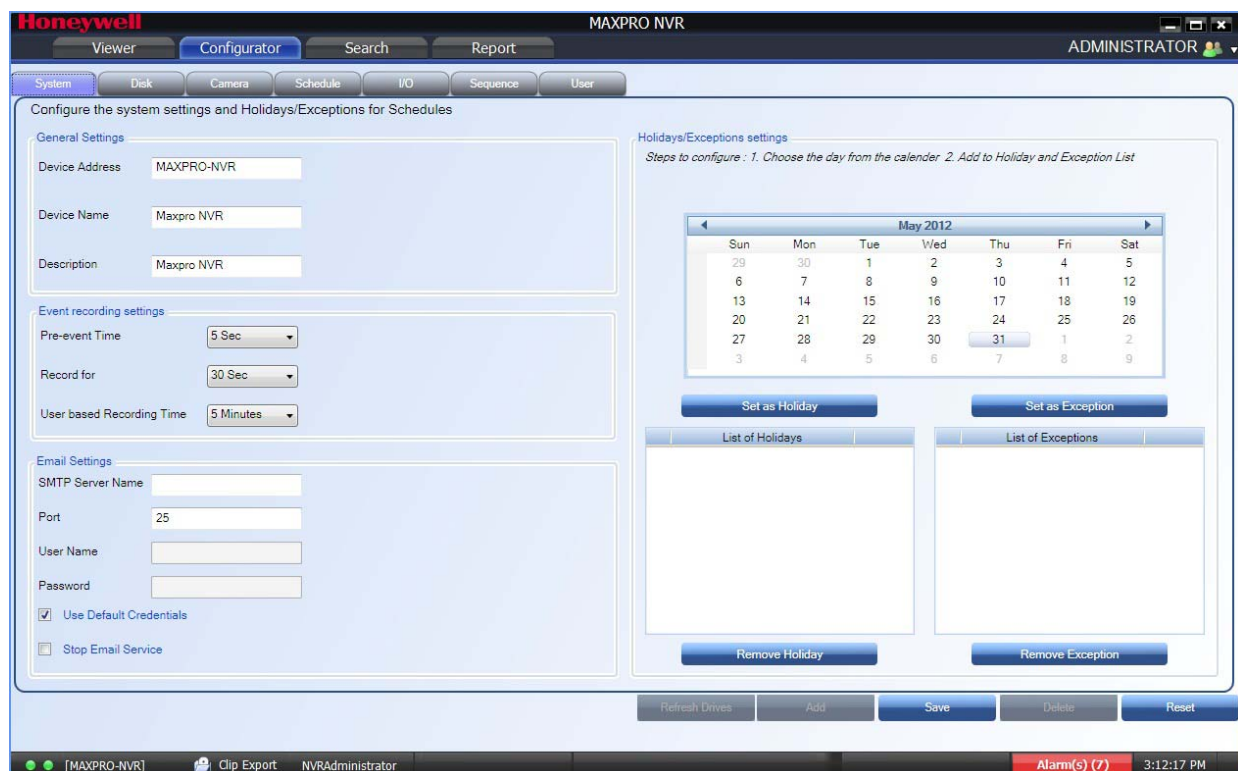 Honeywell
MAXPRO NVR
Viewer Configurator Search Report
ADMINISTRATOR
System Disk Camera Schedule I/O Sequence User
Configure the system settings and Holidays/Exceptions for Schedules
General Settings
Device Address MAXPRO-NVR
Device Name Maxpro NVR
Description Maxpro NVR
Event recording settings
Pre-event Time 5 Sec
Record for 30 Sec
User based Recording Time 5 Minutes
Email Settings
SMTP Server Name
Port 25
User Name
Password
Use Default Credentials
Stop Email Service
Holidays/Exceptions settings
Steps to configure : 1. Choose the day from the calender 2. Add to Holiday and Exception List
May 2012
Sun Mon Tue Wed Thu Fri Sat
29 30 1 2 3 4 5
6 7 8 9 10 11 12
13 14 15 16 17 18 19
20 21 22 23 24 25 26
27 28 29 30 31 1 2
3 4 5 6 7 8 9
Set as Holiday Set as Exception
List of Holidays List of Exceptions
Remove Holiday Remove Exception
Refresh Drives Add Save Delete Reset
[MAXPRO-NVR] Clip Export NVRAdministrator Alarm(s) (7) 3:12:17 PM